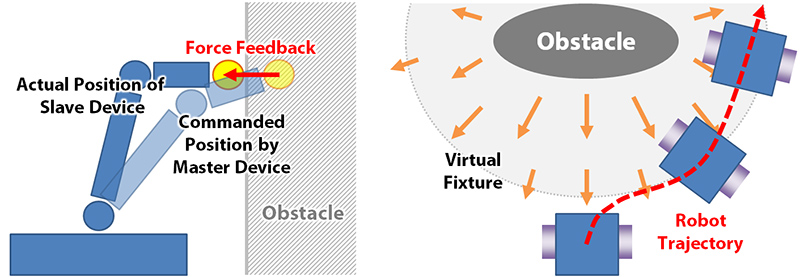 Force Feedback
Actual Position of
Slave Device
Commanded
Position by
Master Device
Obstacle
Obstacle
Virtual
Fixture
Robot
Trajectory